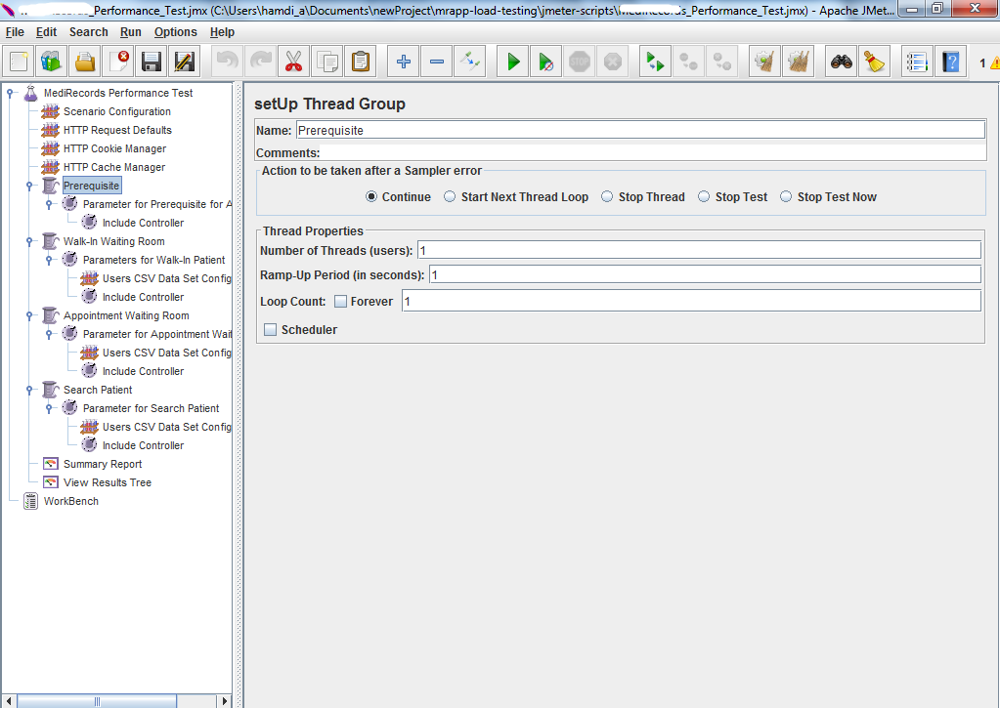 _Performance_Test.jmx (C:\Users\hamdi_a\Documents\newProject\mrapp-load-testing\jmeter-scripts\MediRecords_Performance_Test.jmx) - Apache JMet...
File Edit Search Run Options Help
STOP
1
MediRecords Performance Test
Scenario Configuration
HTTP Request Defaults
HTTP Cookie Manager
HTTP Cache Manager
Prerequisite
Parameter for Prerequisite for A
Include Controller
Walk-In Waiting Room
Parameters for Walk-In Patient
Users CSV Data Set Config
Include Controller
Appointment Waiting Room
Parameter for Appointment Wait
Users CSV Data Set Config
Include Controller
Search Patient
Parameter for Search Patient
Users CSV Data Set Config
Include Controller
Summary Report
View Results Tree
WorkBench
setUp Thread Group
Name: Prerequisite
Comments:
Action to be taken after a Sampler error
Continue Start Next Thread Loop Stop Thread Stop Test Stop Test Now
Thread Properties
Number of Threads (users): 1
Ramp-Up Period (in seconds): 1
Loop Count: Forever 1
Scheduler